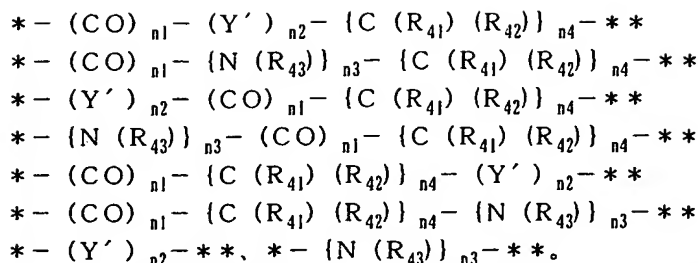 *－(CO)n1－(Y′)n2－{C(R41)(R42)}n4－**
*－(CO)n1－{N(R43)}n3－{C(R41)(R42)}n4－**
*－(Y′)n2－(CO)n1－{C(R41)(R42)}n4－**
*－{N(R43)}n3－(CO)n1－{C(R41)(R42)}n4－**
*－(CO)n1－{C(R41)(R42)}n4－(Y′)n2－**
*－(CO)n1－{C(R41)(R42)}n4－{N(R43)}n3－**
*－(Y′)n2－**、*－{N(R43)}n3－**。